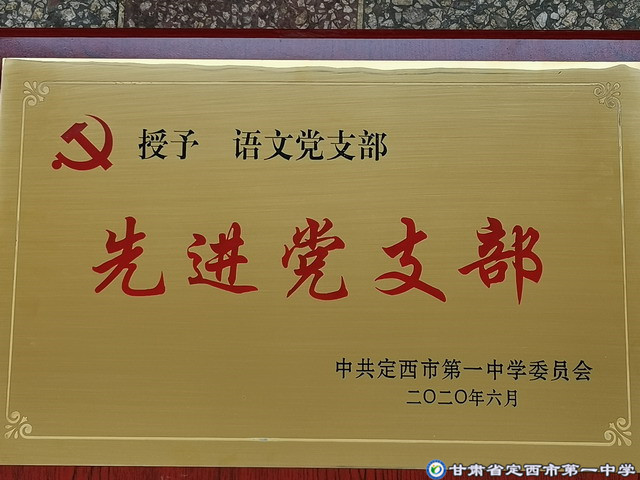 授予 语文党支部
先进党支部
中共定西市第一中学委员会
二〇二〇年六月
甘肃省定西市第一中学